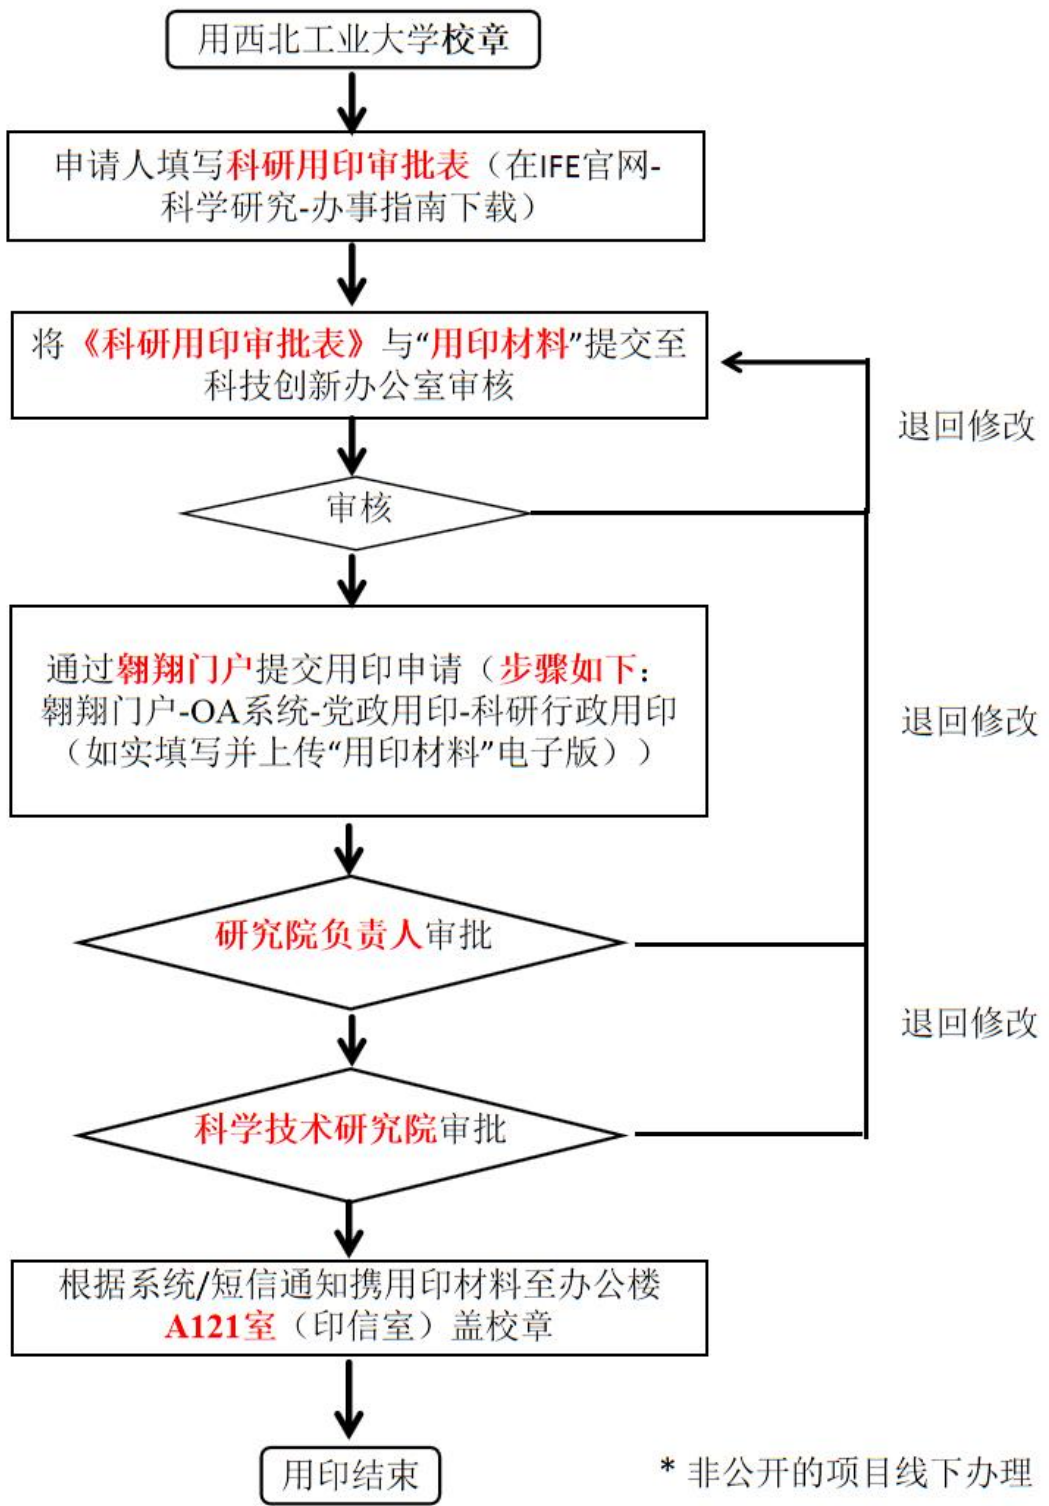 用西北工业大学校章
申请人填写科研用印审批表（在IFE官网-
科学研究-办事指南下载）
将《科研用印审批表》与“用印材料”提交至
科技创新办公室审核
退回修改
审核
通过翱翔门户提交用印申请（步骤如下：
翱翔门户-OA系统-党政用印-科研行政用印
（如实填写并上传“用印材料”电子版））
退回修改
研究院负责人审批
退回修改
科学技术研究院审批
根据系统/短信通知携用印材料至办公楼
A121室（印信室）盖校章
用印结束
* 非公开的项目线下办理